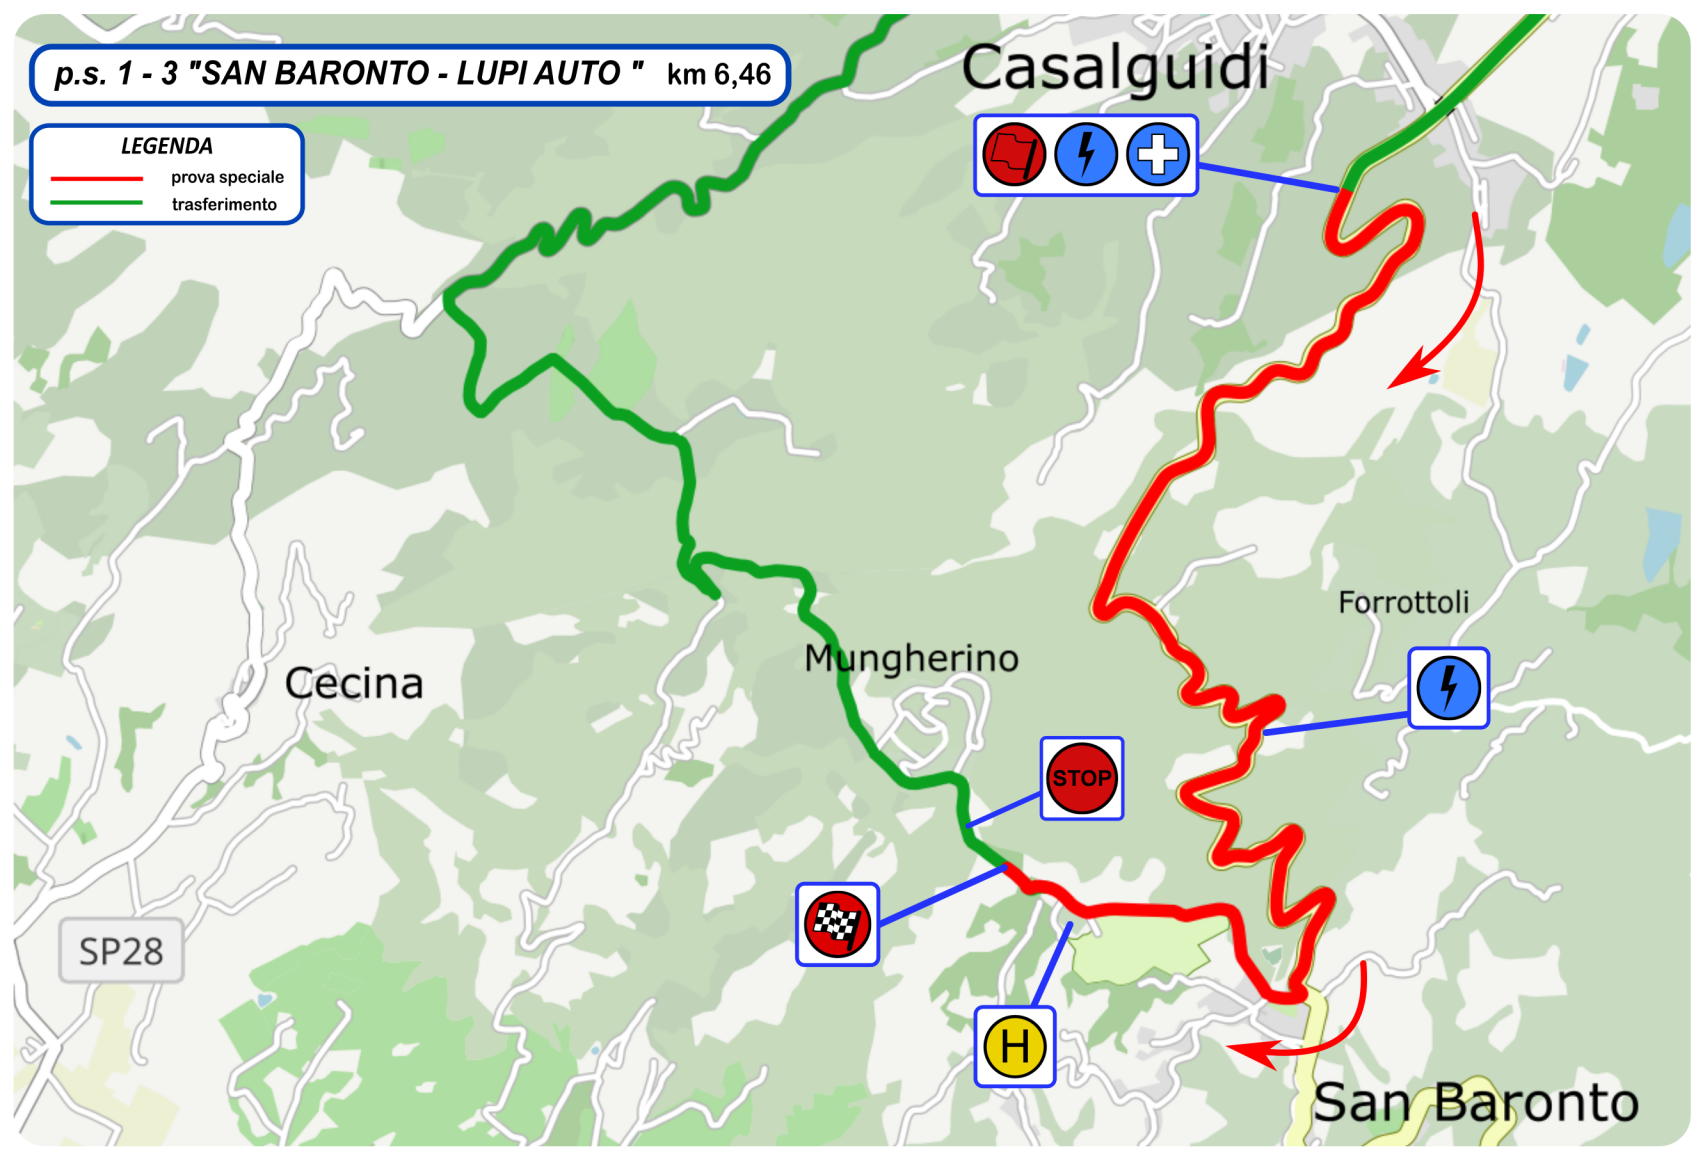 p.s. 1 - 3 "SAN BARONTO - LUPI AUTO " km 6,46
LEGENDA
prova speciale
trasferimento
Casalguidi
Forrottoli
Mungherino
Cecina
STOP
SP28
H
San Baronto